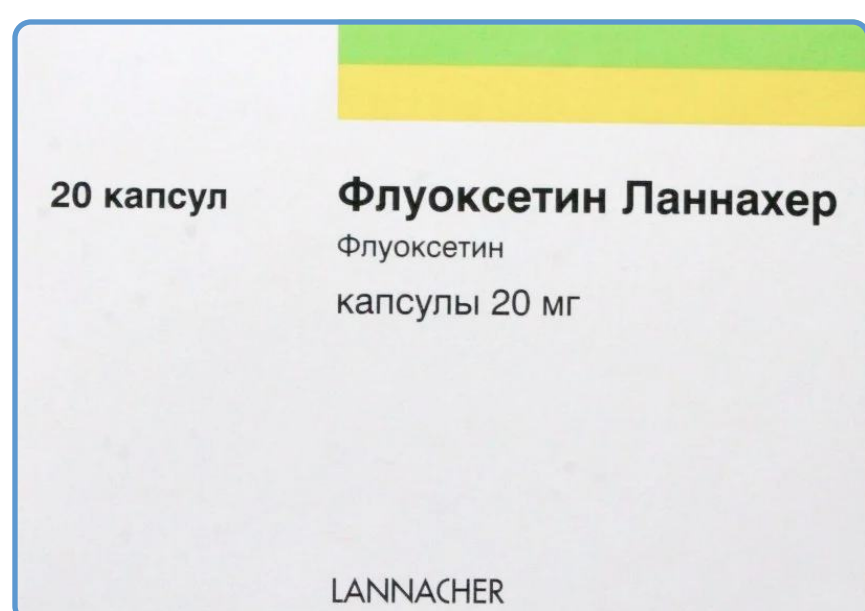 20 капсул
Флуоксетин Ланнахер
Флуоксетин
капсулы 20 мг
LANNACHER